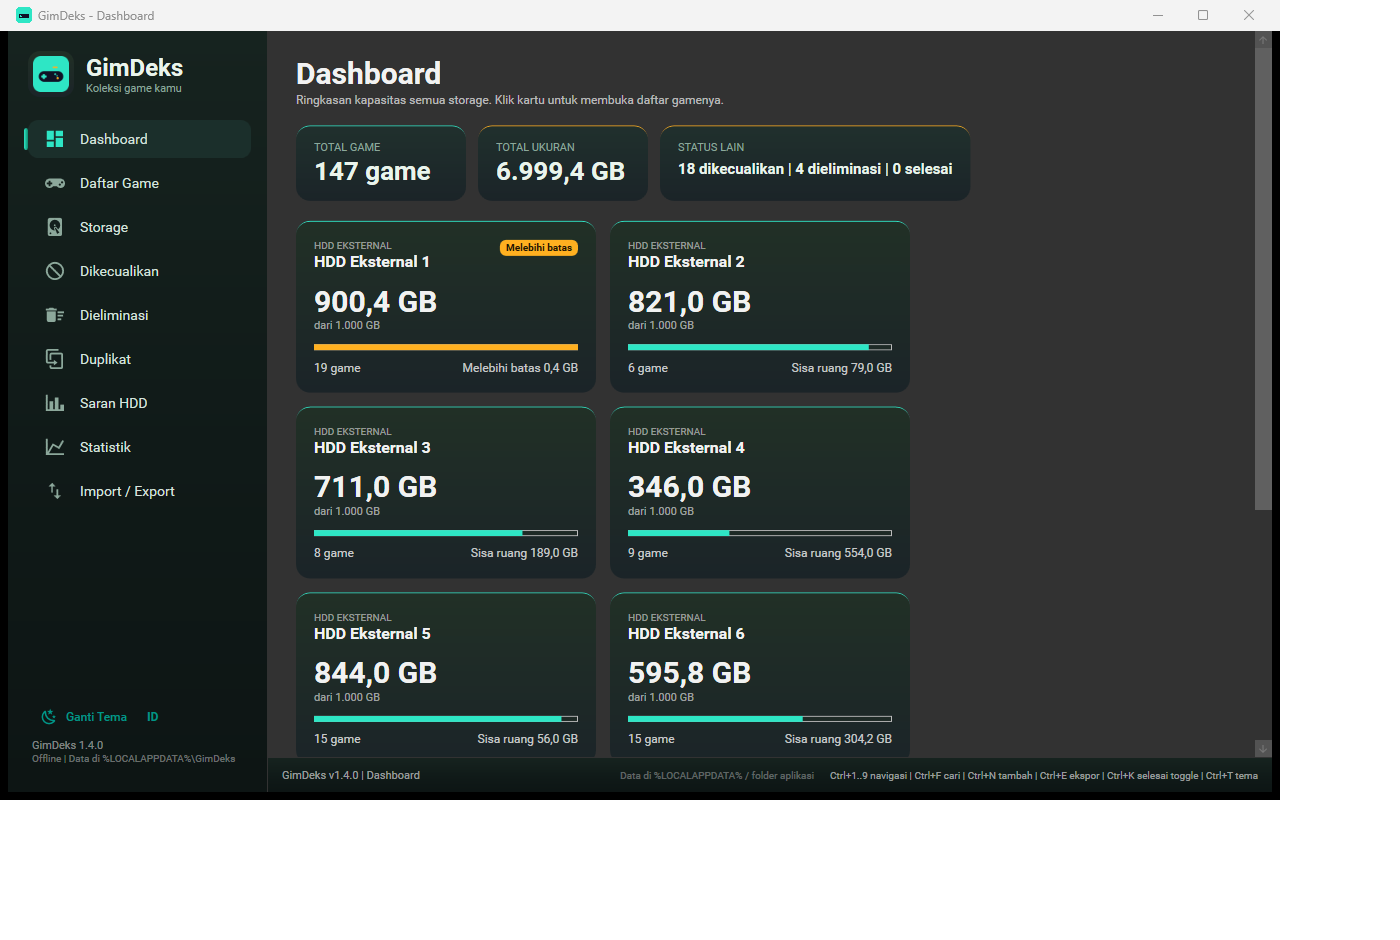 GimDeks - Dashboard
GimDeks
Koleksi game kamu
Dashboard
Daftar Game
Storage
Dikecualikan
Dieliminasi
Duplikat
Saran HDD
Statistik
Import / Export
Ganti Tema ID
GimDeks 1.4.0
Offline | Data di %LOCALAPPDATA%\GimDeks
Dashboard
Ringkasan kapasitas semua storage. Klik kartu untuk membuka daftar gamenya.
TOTAL GAME
147 game
TOTAL UKURAN
6.999,4 GB
STATUS LAIN
18 dikecualikan | 4 dieliminasi | 0 selesai
HDD EKSTERNAL
HDD Eksternal 1
Melebihi batas
900,4 GB
dari 1.000 GB
19 game
Melebihi batas 0,4 GB
HDD EKSTERNAL
HDD Eksternal 2
821,0 GB
dari 1.000 GB
6 game
Sisa ruang 79,0 GB
HDD EKSTERNAL
HDD Eksternal 3
711,0 GB
dari 1.000 GB
8 game
Sisa ruang 189,0 GB
HDD EKSTERNAL
HDD Eksternal 4
346,0 GB
dari 1.000 GB
9 game
Sisa ruang 554,0 GB
HDD EKSTERNAL
HDD Eksternal 5
844,0 GB
dari 1.000 GB
15 game
Sisa ruang 56,0 GB
HDD EKSTERNAL
HDD Eksternal 6
595,8 GB
dari 1.000 GB
15 game
Sisa ruang 304,2 GB
GimDeks v1.4.0 | Dashboard
Data di %LOCALAPPDATA% / folder aplikasi
Ctrl+1..9 navigasi | Ctrl+F cari | Ctrl+N tambah | Ctrl+E ekspor | Ctrl+K selesai toggle | Ctrl+T tema